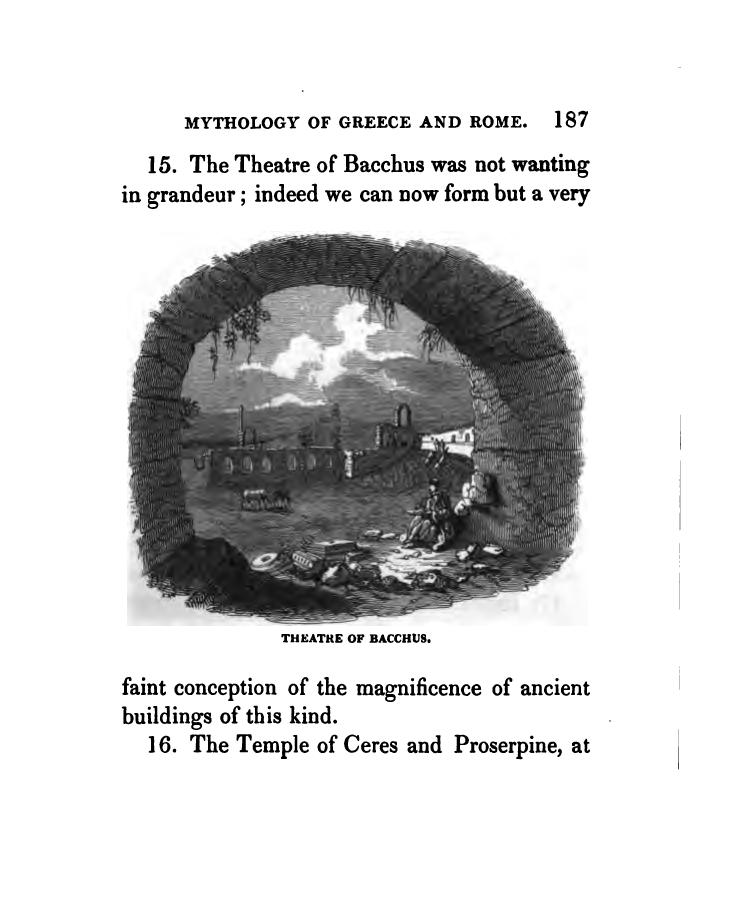 MYTHOLOGY OF GREECE AND ROME. 187
15. The Theatre of Bacchus was not wanting
in grandeur; indeed we can now form but a very
THEATRE OF BACCHUS.
faint conception of the magnificence of ancient
buildings of this kind.
16. The Temple of Ceres and Proserpine, at